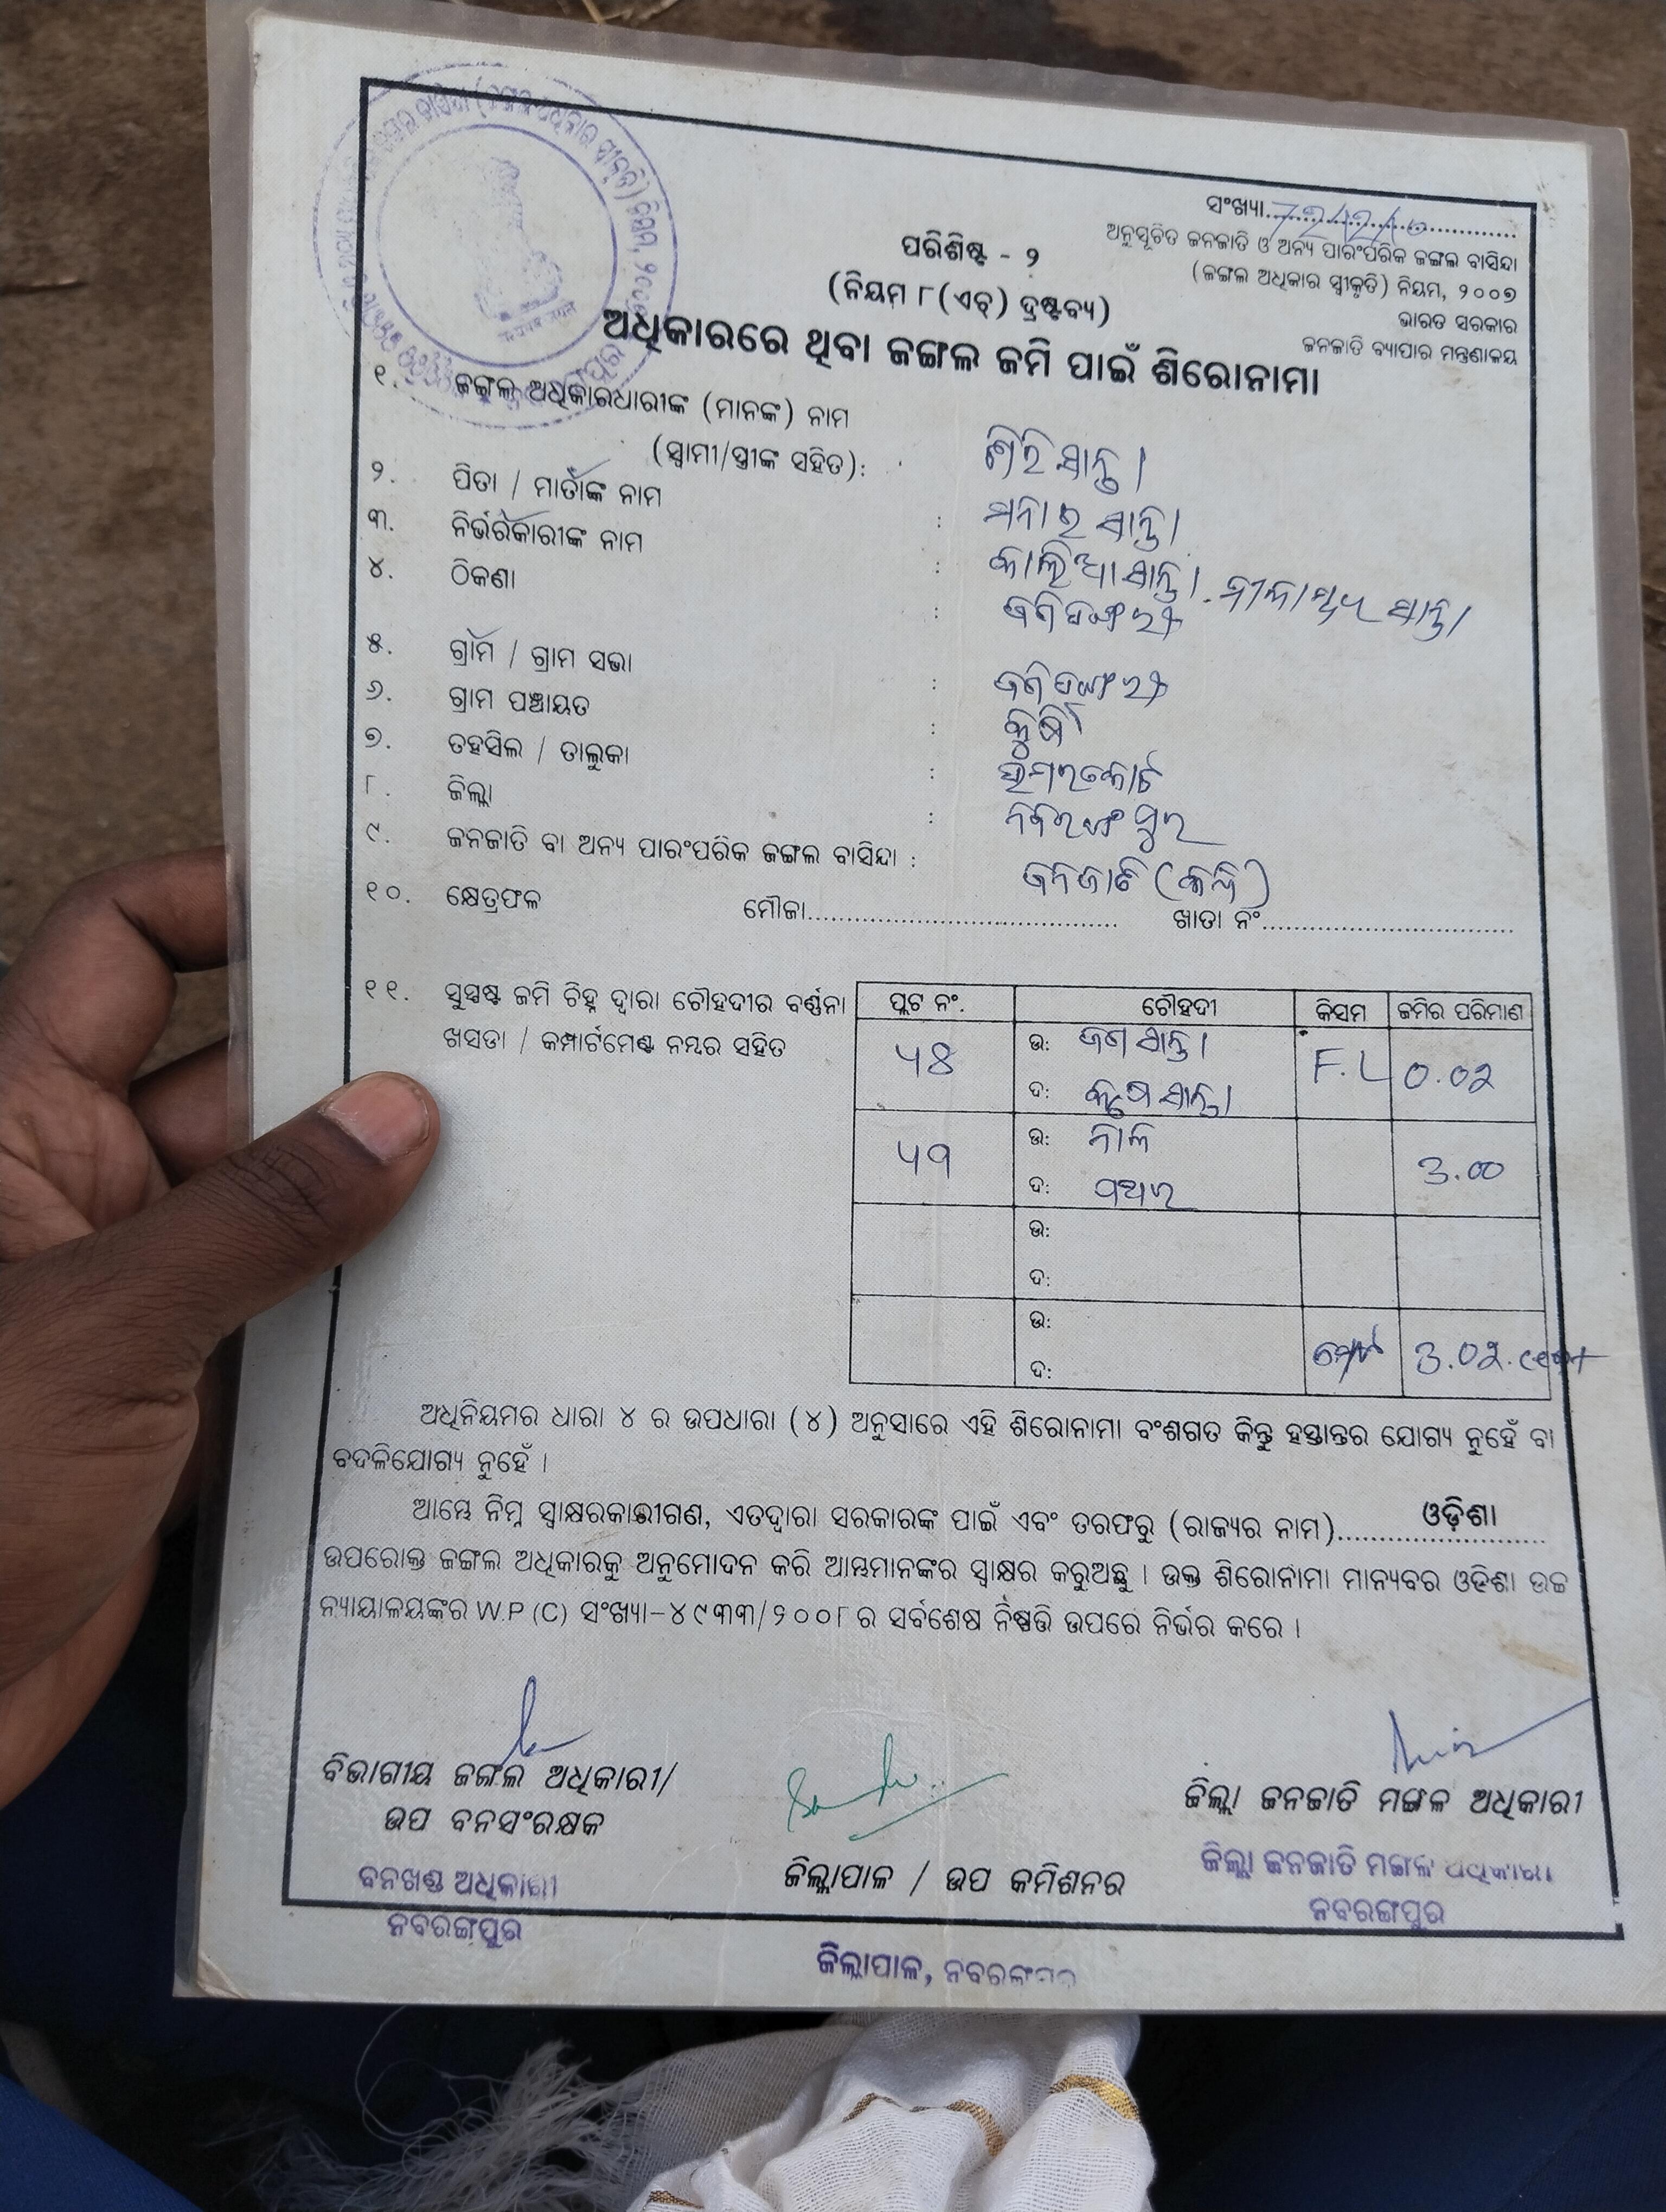 ସଂଖ୍ୟା
ଅନୁସୂଚିତ ଜନଜାତି ଓ ଅନ୍ୟ ପାରଂପରିକ ଜଙ୍ଗଲ ବାସିନ୍ଦା
(ଜଙ୍ଗଲ ଅଧିକାର ସ୍ୱୀକୃତି) ନିୟମ, ୨୦୦୭
ଭାରତ ସରକାର
ଜନଜାତି ବ୍ୟାପାର ମନ୍ତ୍ରଣାଳୟ
ପରିଶିଷ୍ଟ - ୨
(ନିୟମ ୮(ଏଚ୍) ଦ୍ରଷ୍ଟବ୍ୟ)
ଅଧିକାରରେ ଥିବା ଜଙ୍ଗଲ ଜମି ପାଇଁ ଶିରୋନାମା
୧. ଜଙ୍ଗଲ ଅଧିକାରଧାରୀଙ୍କ (ମାନଙ୍କ) ନାମ
(ସ୍ୱାମୀ/ସ୍ତ୍ରୀଙ୍କ ସହିତ): ଶିରି ସାନ୍ତା
୨. ପିତା / ମାତାଙ୍କ ନାମ : ସାନ୍ତା
୩. ନିର୍ଭରକାରୀଙ୍କ ନାମ : କାଲିଆ ସାନ୍ତା. ସାନ୍ତା
୪. ଠିକଣା :
୫. ଗ୍ରାମ / ଗ୍ରାମ ସଭା :
୬. ଗ୍ରାମ ପଞ୍ଚାୟତ :
୭. ତହସିଲ / ତାଲୁକା : ଉମରକୋଟ
୮. ଜିଲ୍ଲା : ନବରଙ୍ଗପୁର
୯. ଜନଜାତି ବା ଅନ୍ୟ ପାରଂପରିକ ଜଙ୍ଗଲ ବାସିନ୍ଦା : ଜନଜାତି
୧୦. କ୍ଷେତ୍ରଫଳ ମୌଜା ଖାତା ନଂ
୧୧. ସୁସ୍ପଷ୍ଟ ଜମି ଚିହ୍ନ ଦ୍ୱାରା ଚୌହଦୀର ବର୍ଣ୍ଣନା
ଖସଡା / କମ୍ପାର୍ଟମେଣ୍ଟ ନମ୍ବର ସହିତ
ପ୍ଲଟ ନଂ. ଚୌହଦୀ କିସମ ଜମିର ପରିମାଣ
ଉ: ସାନ୍ତା F.L 0.02
ଦ: ସାନ୍ତା
ଉ: 3.00
ଦ:
ଉ:
ଦ:
ଉ:
ଦ: 3.02
ଅଧିନିୟମର ଧାରା ୪ ର ଉପଧାରା (୪) ଅନୁସାରେ ଏହି ଶିରୋନାମା ବଂଶଗତ କିନ୍ତୁ ହସ୍ତାନ୍ତର ଯୋଗ୍ୟ ନୁହେଁ ବା
ବଦଳିଯୋଗ୍ୟ ନୁହେଁ ।
ଆମ୍ଭେ ନିମ୍ନ ସ୍ୱାକ୍ଷରକାରୀଗଣ, ଏତଦ୍ୱାରା ସରକାରଙ୍କ ପାଇଁ ଏବଂ ତରଫରୁ (ରାଜ୍ୟର ନାମ) ଓଡ଼ିଶା
ଉପରୋକ୍ତ ଜଙ୍ଗଲ ଅଧିକାରକୁ ଅନୁମୋଦନ କରି ଆମ୍ଭମାନଙ୍କର ସ୍ୱାକ୍ଷର କରୁଅଛୁ । ଉକ୍ତ ଶିରୋନାମା ମାନ୍ୟବର ଓଡିଶା ଉଚ୍ଚ
ନ୍ୟାୟାଳୟଙ୍କର W.P (C) ସଂଖ୍ୟା-୪୯୩୩/୨୦୦୮ ର ସର୍ବଶେଷ ନିଷ୍ପତ୍ତି ଉପରେ ନିର୍ଭର କରେ ।
ବିଭାଗୀୟ ଜଙ୍ଗଲ ଅଧିକାରୀ/
ଉପ ବନସଂରକ୍ଷକ
ବନଖଣ୍ଡ ଅଧିକାରୀ
ନବରଙ୍ଗପୁର
ଜିଲ୍ଲାପାଳ / ଉପ କମିଶନର
ଜିଲ୍ଲାପାଳ, ନବରଙ୍ଗପୁର
ଜିଲ୍ଲା ଜନଜାତି ମଙ୍ଗଳ ଅଧିକାରୀ
ଜିଲ୍ଲା ଜନଜାତି ମଙ୍ଗଳ ଅଧିକାରୀ
ନବରଙ୍ଗପୁର